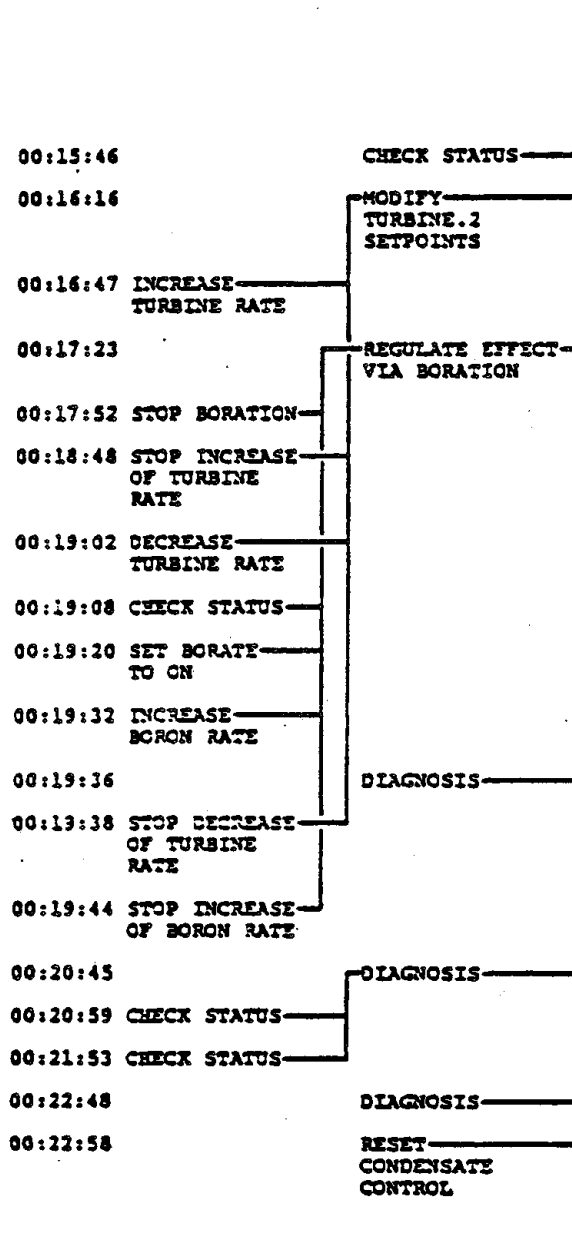 00:15:46 CHECK STATUS
00:16:16 MODIFY
TURBINE.2
SETPOINTS
00:16:47 INCREASE
TURBINE RATE
00:17:23 REGULATE EFFECT
VIA BORATION
00:17:52 STOP BORATION
00:18:48 STOP INCREASE
OF TURBINE
RATE
00:19:02 DECREASE
TURBINE RATE
00:19:08 CHECK STATUS
00:19:20 SET BORATE
TO ON
00:19:32 INCREASE
BORON RATE
00:19:36 DIAGNOSIS
00:19:38 STOP DECREASE
OF TURBINE
RATE
00:19:44 STOP INCREASE
OF BORON RATE
00:20:45 DIAGNOSIS
00:20:59 CHECK STATUS
00:21:53 CHECK STATUS
00:22:48 DIAGNOSIS
00:22:58 RESET
CONDENSATE
CONTROL